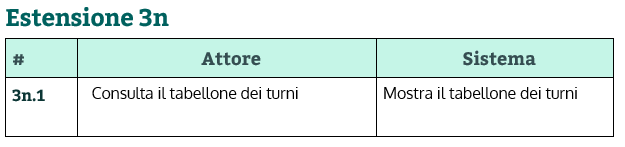 Estensione 3n
# Attore Sistema
3n.1 Consulta il tabellone dei turni Mostra il tabellone dei turni